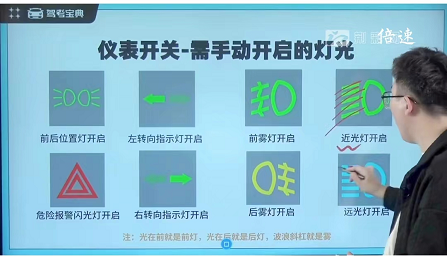 驾考宝典
倍速
仪表开关-需手动开启的灯光
前后位置灯开启
左转向指示灯开启
前雾灯开启
近光灯开启
危险报警闪光灯开启
右转向指示灯开启
后雾灯开启
远光灯开启
注：光在前就是前灯，光在后就是后灯，波浪斜杠就是雾